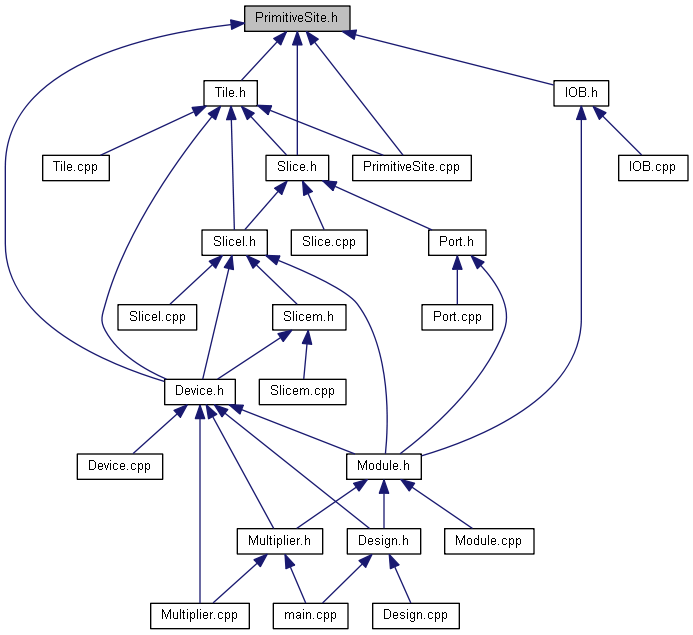 PrimitiveSite.h
Tile.h
IOB.h
Tile.cpp
Slice.h
PrimitiveSite.cpp
IOB.cpp
Slicel.h
Slice.cpp
Port.h
Slicel.cpp
Slicem.h
Port.cpp
Device.h
Slicem.cpp
Device.cpp
Module.h
Multiplier.h
Design.h
Module.cpp
Multiplier.cpp
main.cpp
Design.cpp